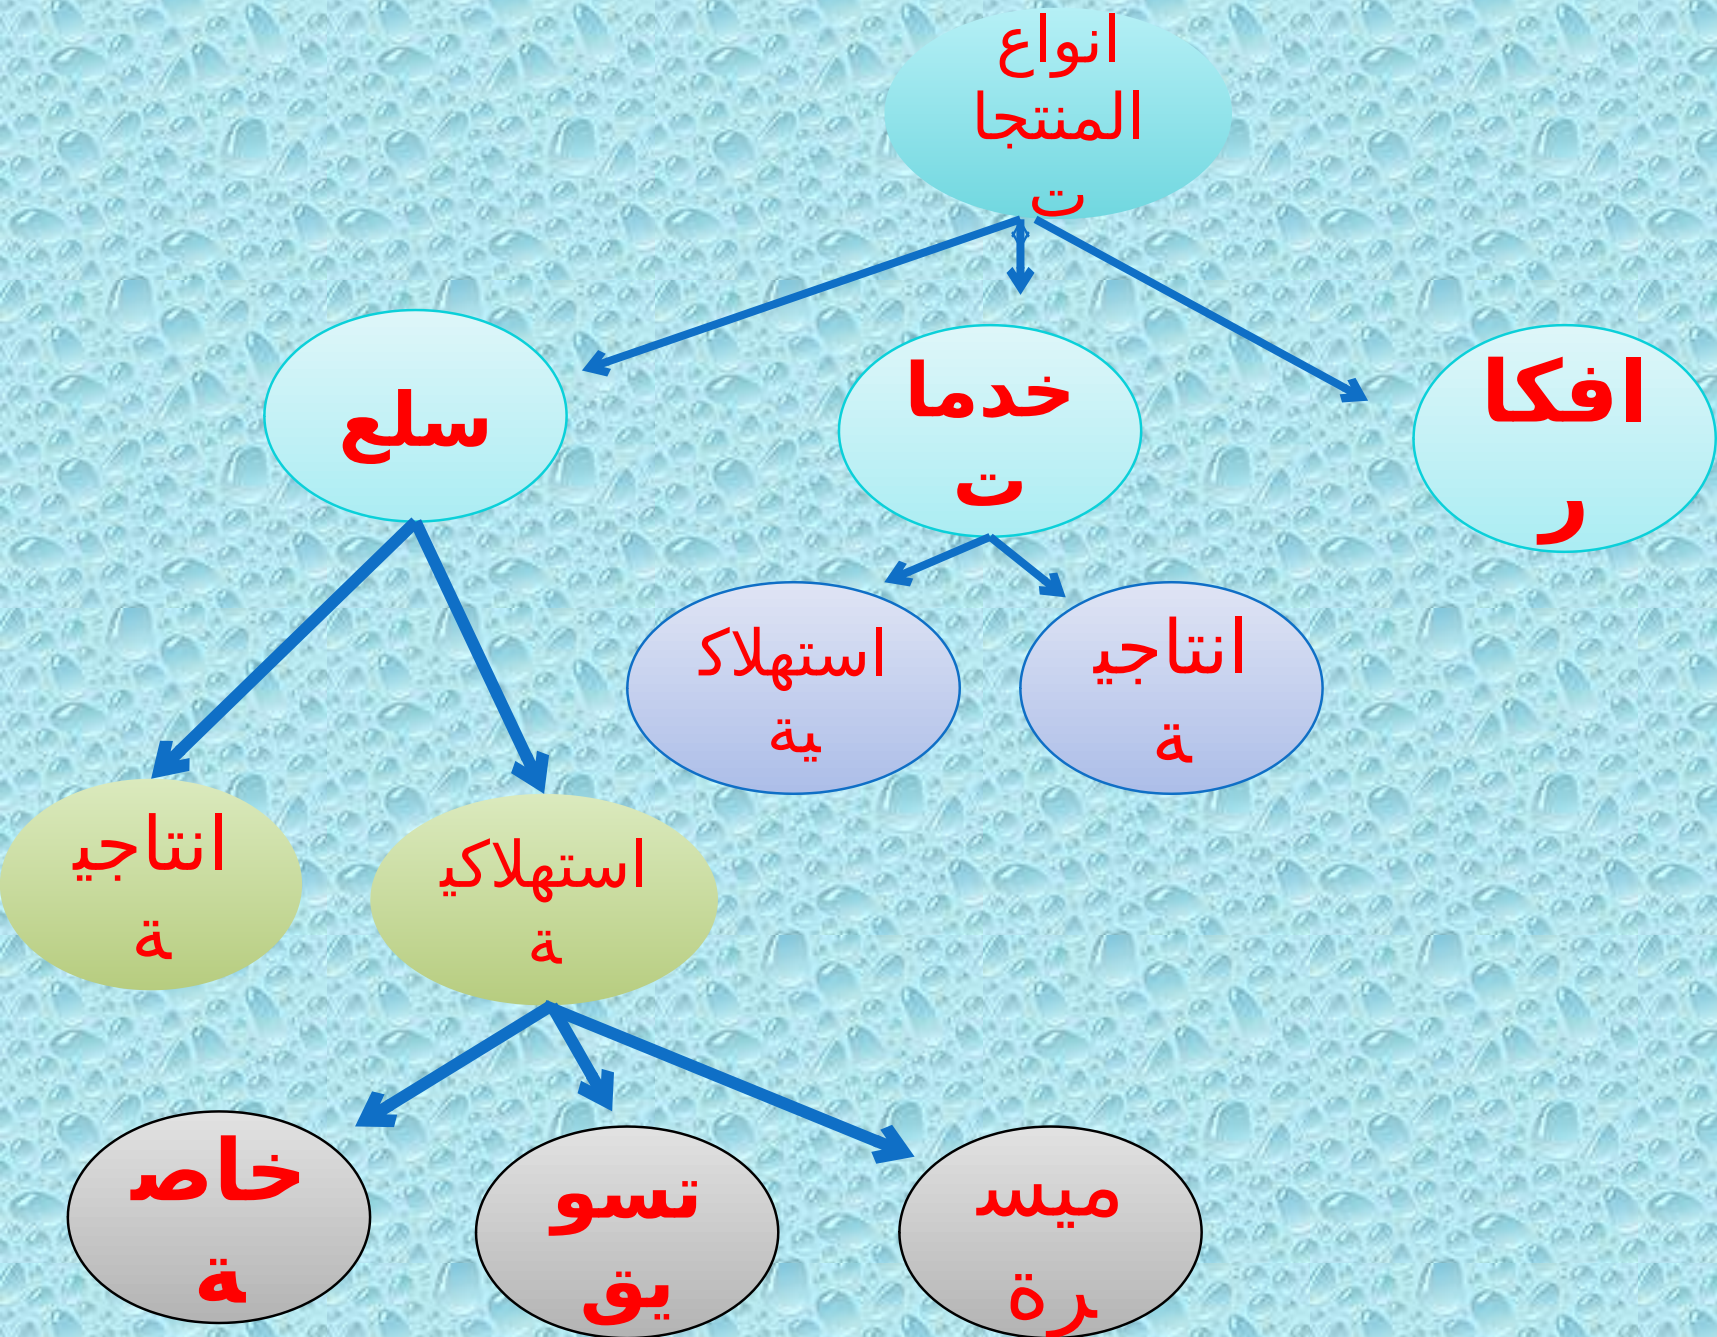 انواع
المنتجا
ت
افكا
ر
خدما
ت
سلع
انتاجي
ة
استهلاك
ية
استهلاكي
ة
انتاجي
ة
ميس
رة
تسو
يق
خاص
ة